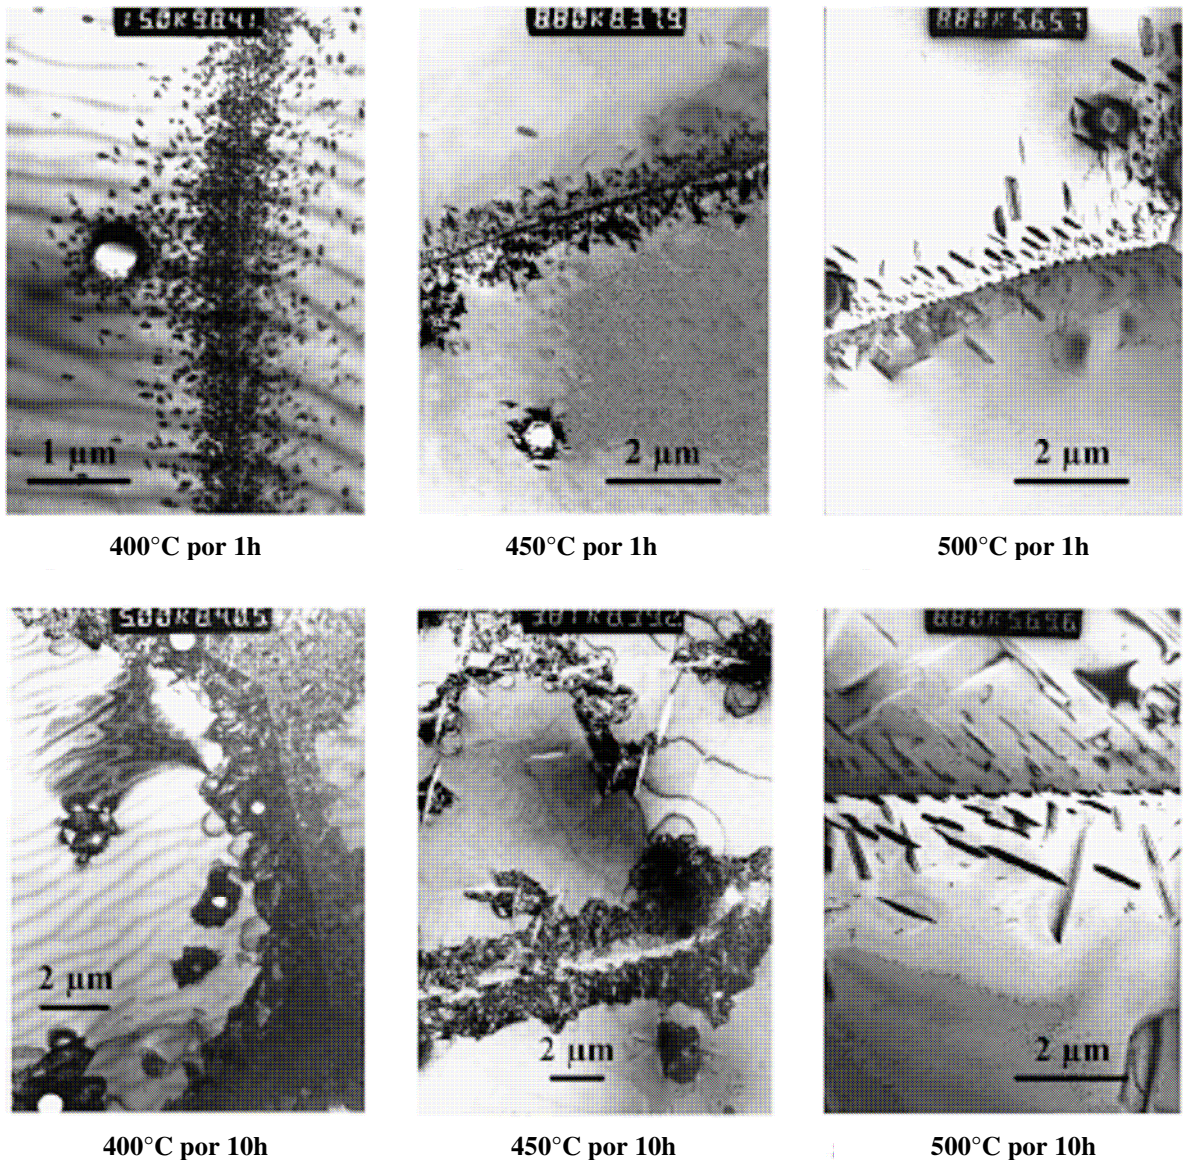 1 µm
2 µm
2 µm
400°C por 1h
450°C por 1h
500°C por 1h
2 µm
2 µm
2 µm
400°C por 10h
450°C por 10h
500°C por 10h